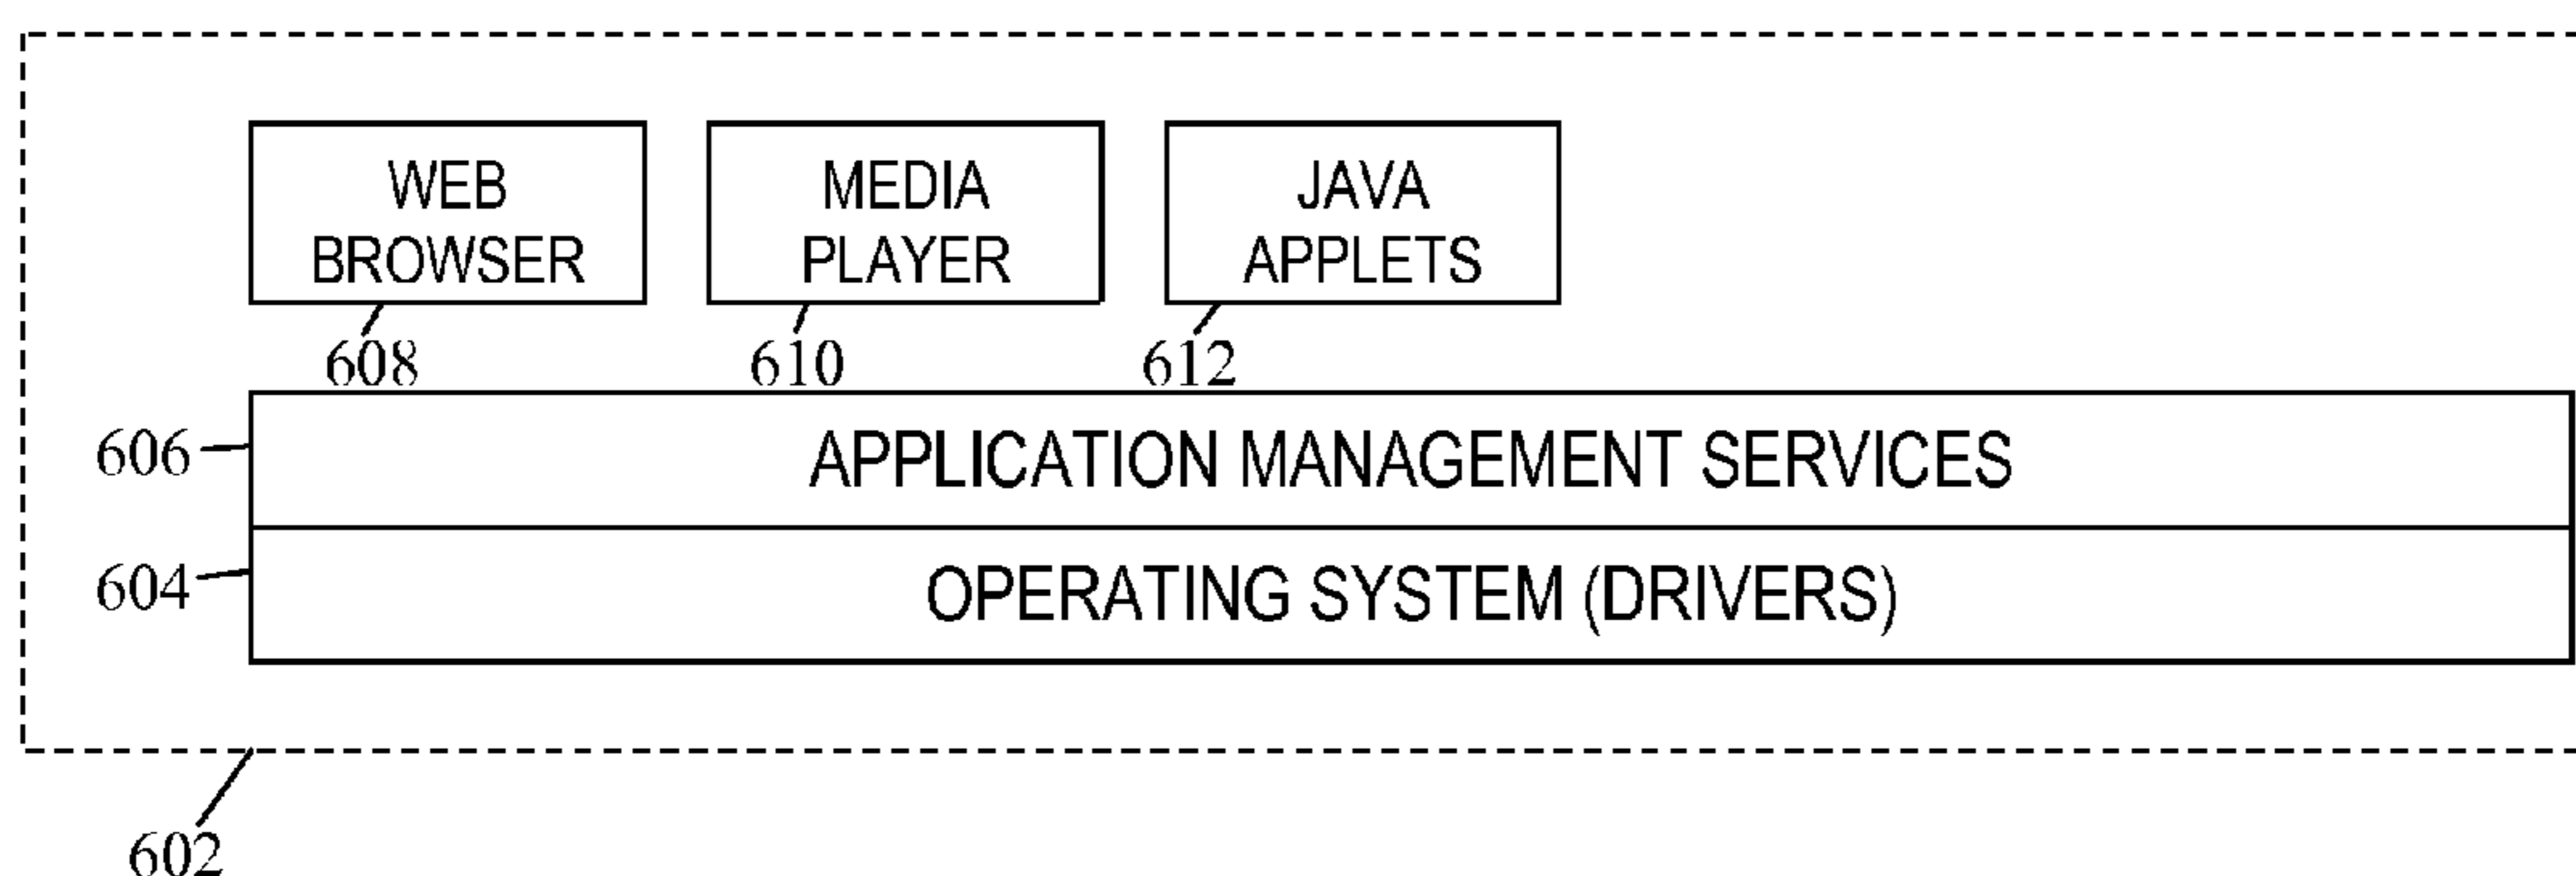 WEB
BROWSER
MEDIA
PLAYER
JAVA
APPLETS
608
610
612
606
APPLICATION MANAGEMENT SERVICES
604
OPERATING SYSTEM (DRIVERS)
602